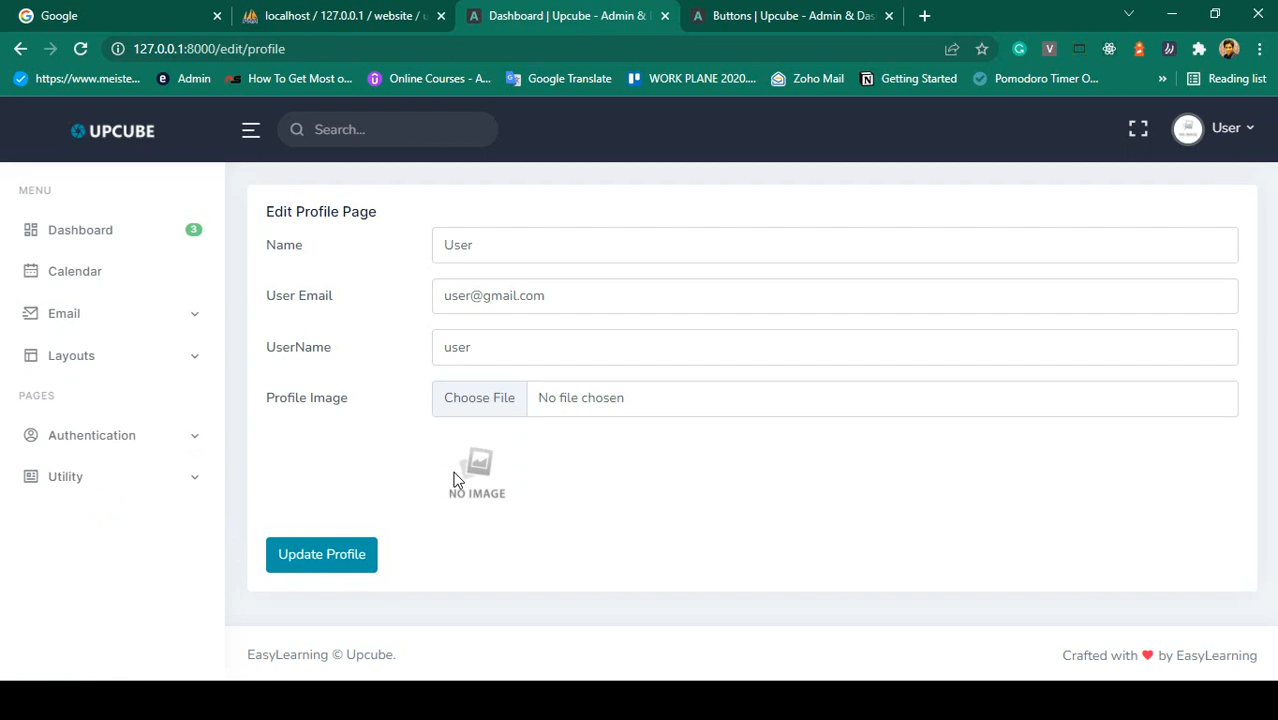 Google
localhost / 127.0.0.1 / website / u
Dashboard | Upcube - Admin &
Buttons | Upcube - Admin & Das
127.0.0.1:8000/edit/profile
https://www.meiste...
Admin
How To Get Most o...
Online Courses - A...
Google Translate
WORK PLANE 2020....
Zoho Mail
Getting Started
Pomodoro Timer O...
»
Reading list
UPCUBE
Search...
User
MENU
Dashboard
3
Calendar
Email
Layouts
PAGES
Authentication
Utility
Edit Profile Page
Name
User
User Email
user@gmail.com
UserName
user
Profile Image
Choose File
No file chosen
NO IMAGE
Update Profile
EasyLearning © Upcube.
Crafted with ♥ by EasyLearning